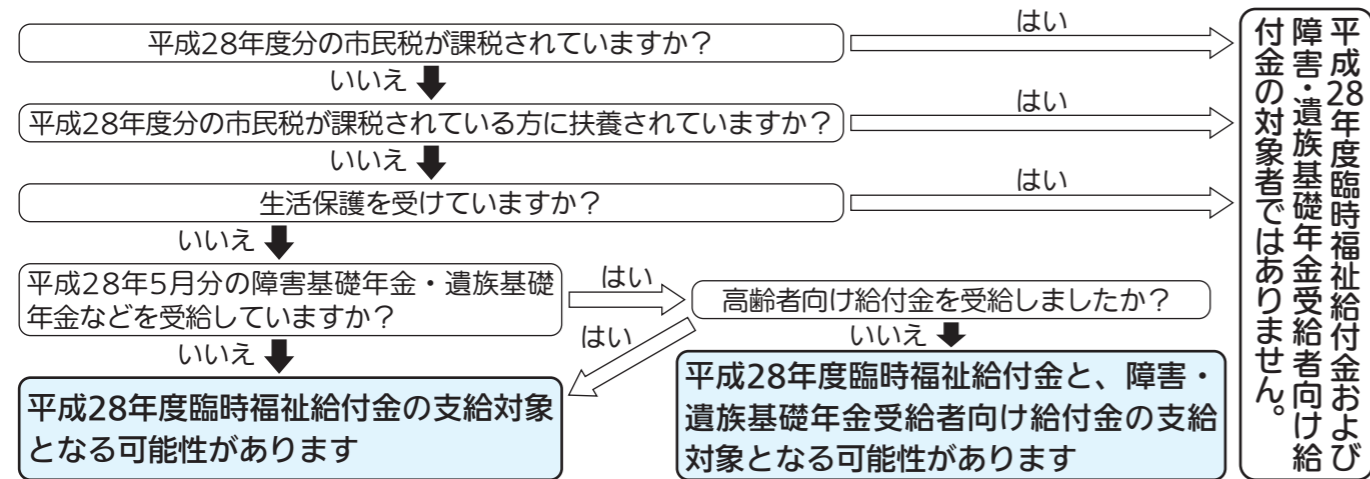 平成28年度分の市民税が課税されていますか？
はい
いいえ
平成28年度分の市民税が課税されている方に扶養されていますか？
はい
いいえ
生活保護を受けていますか？
はい
いいえ
平成28年5月分の障害基礎年金・遺族基礎
年金などを受給していますか？
はい
高齢者向け給付金を受給しましたか？
いいえ
はい
いいえ
平成28年度臨時福祉給付金の支給対象
となる可能性があります
平成28年度臨時福祉給付金と、障害・
遺族基礎年金受給者向け給付金の支給
対象となる可能性があります
平成28年度臨時福祉給付金および
障害・遺族基礎年金受給者向け給
付金の対象者ではありません。